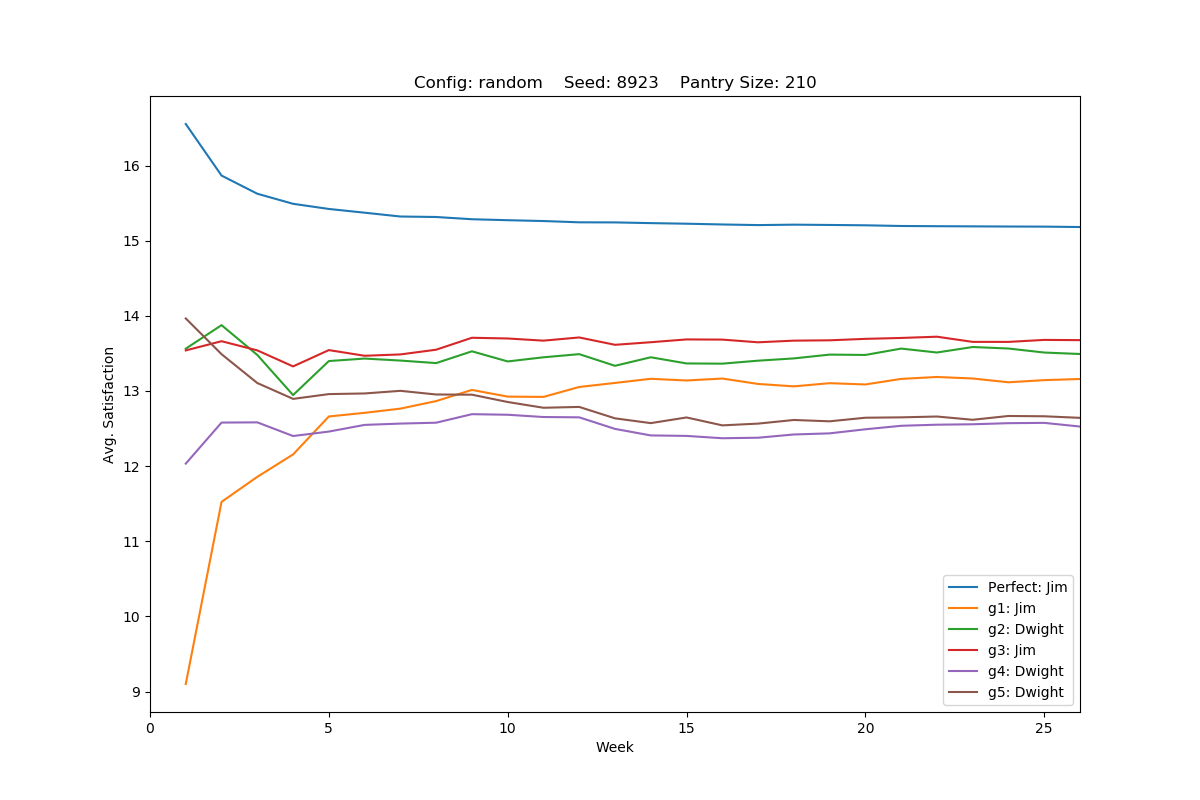 Config: random    Seed: 8923    Pantry Size: 210
16
15
14
13
12
11
10
9
Avg. Satisfaction
0 5 10 15 20 25
Week
Perfect: Jim
g1: Jim
g2: Dwight
g3: Jim
g4: Dwight
g5: Dwight